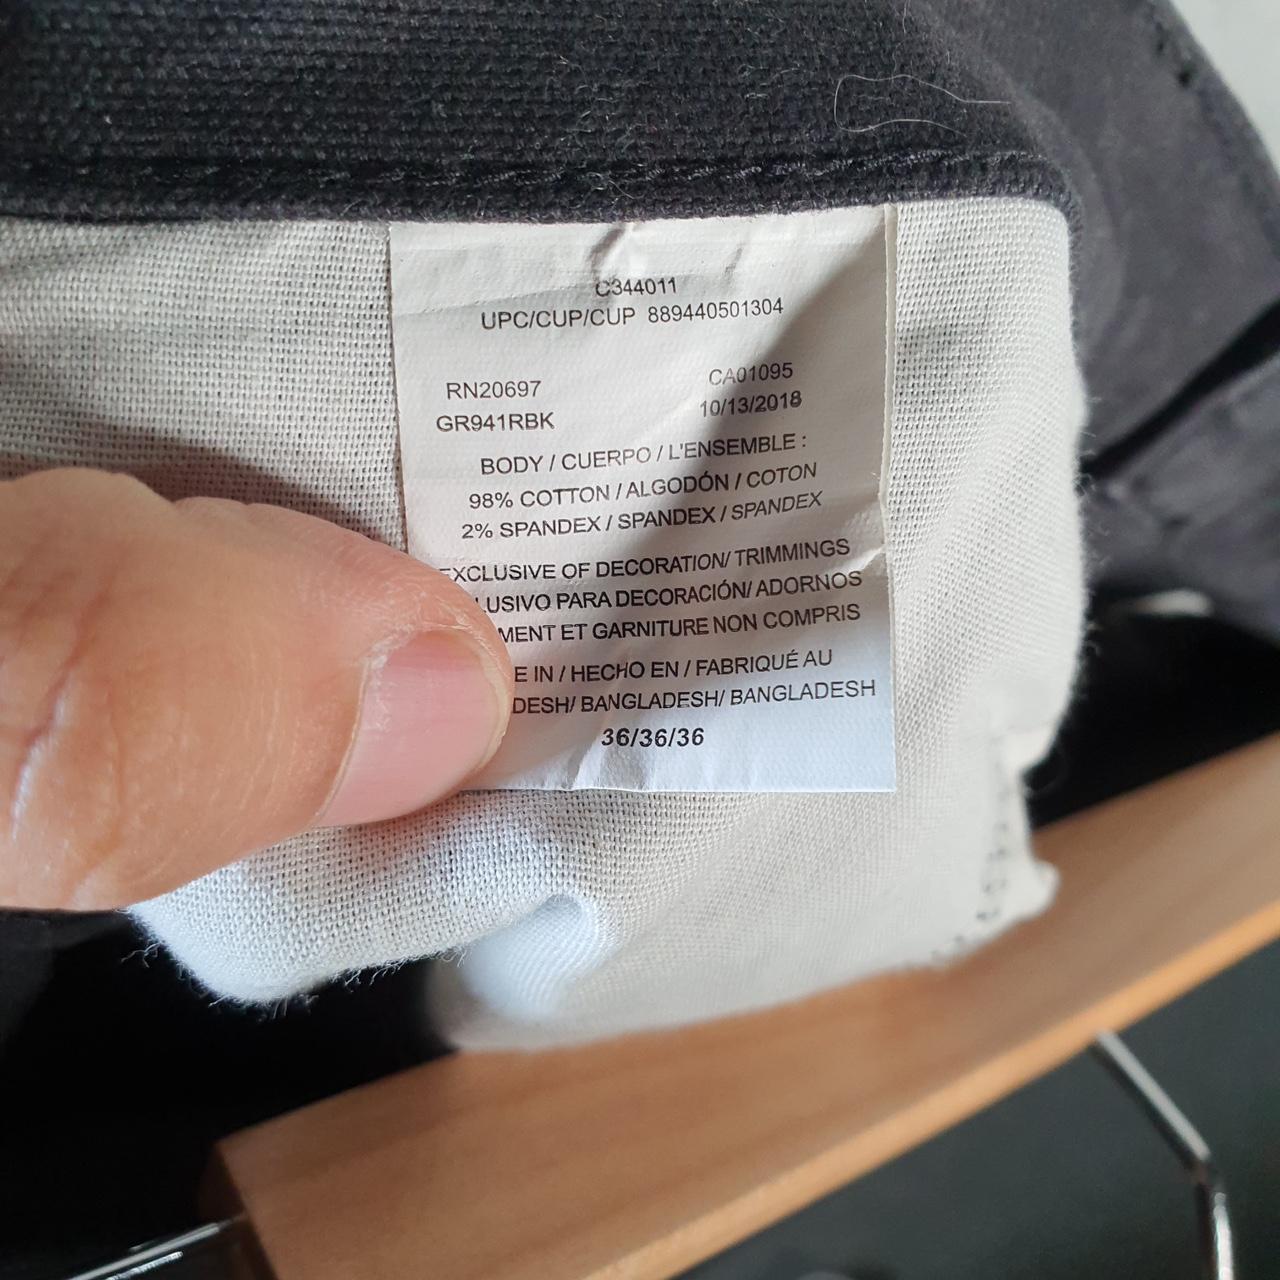 C344011
UPC/CUP/CUP 889440501304
RN20697 CA01095
GR941RBK 10/13/2018
BODY / CUERPO / L'ENSEMBLE :
98% COTTON / ALGODÓN / COTON
2% SPANDEX / SPANDEX / SPANDEX
EXCLUSIVE OF DECORATION/ TRIMMINGS
LUSIVO PARA DECORACIÓN/ ADORNOS
MENT ET GARNITURE NON COMPRIS
E IN / HECHO EN / FABRIQUÉ AU
DESH/ BANGLADESH/ BANGLADESH
36/36/36